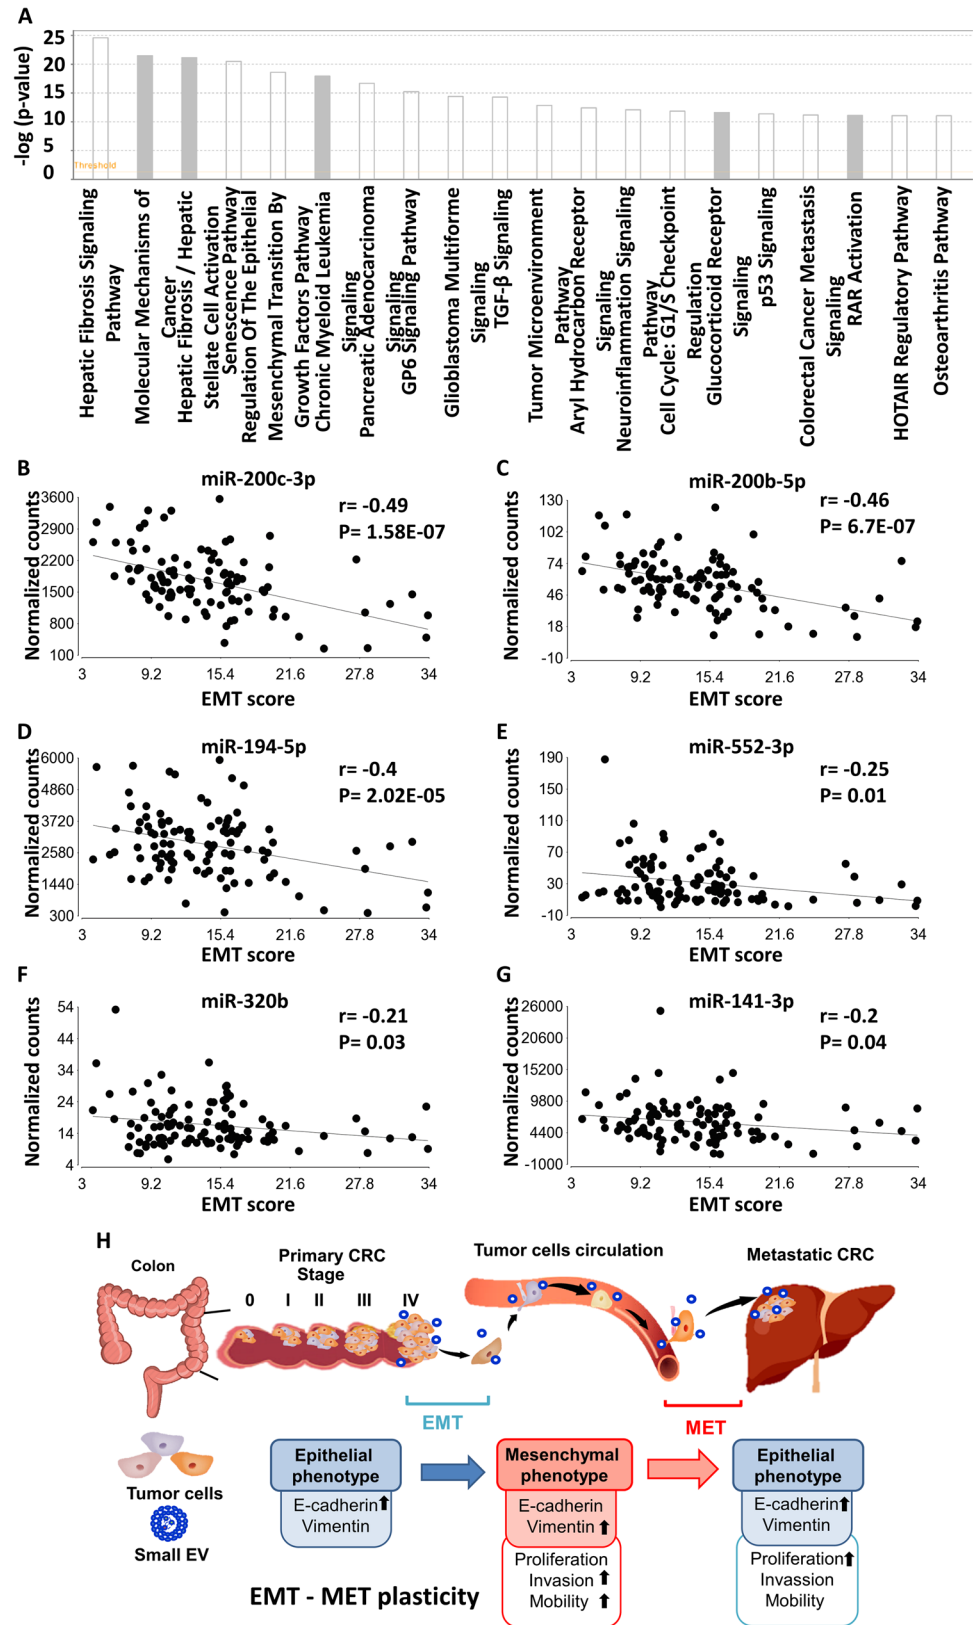 A
-log (p-value)
25
20
15
10
5
0
Threshold
Hepatic Fibrosis Signaling
Pathway
Molecular Mechanisms of
Cancer
Hepatic Fibrosis / Hepatic
Stellate Cell Activation
Senescence Pathway
Regulation Of The Epithelial
Mesenchymal Transition By
Growth Factors Pathway
Chronic Myeloid Leukemia
Signaling
Pancreatic Adenocarcinoma
Signaling
GP6 Signaling Pathway
Glioblastoma Multiforme
Signaling
TGF-β Signaling
Tumor Microenvironment
Pathway
Aryl Hydrocarbon Receptor
Signaling
Neuroinflammation Signaling
Pathway
Cell Cycle: G1/S Checkpoint
Regulation
Glucocorticoid Receptor
Signaling
p53 Signaling
Colorectal Cancer Metastasis
Signaling
RAR Activation
HOTAIR Regulatory Pathway
Osteoarthritis Pathway
B
miR-200c-3p
r= -0.49
P= 1.58E-07
Normalized counts
3600
2900
2200
1500
800
100
3 9.2 15.4 21.6 27.8 34
EMT score
C
miR-200b-5p
r= -0.46
P= 6.7E-07
Normalized counts
130
102
74
46
18
-10
3 9.2 15.4 21.6 27.8 34
EMT score
D
miR-194-5p
r= -0.4
P= 2.02E-05
Normalized counts
6000
4860
3720
2580
1440
300
3 9.2 15.4 21.6 27.8 34
EMT score
E
miR-552-3p
r= -0.25
P= 0.01
Normalized counts
190
150
110
70
30
-10
3 9.2 15.4 21.6 27.8 34
EMT score
F
miR-320b
r= -0.21
P= 0.03
Normalized counts
54
44
34
24
14
4
3 9.2 15.4 21.6 27.8 34
EMT score
G
miR-141-3p
r= -0.2
P= 0.04
Normalized counts
26000
20600
15200
9800
4400
-1000
3 9.2 15.4 21.6 27.8 34
EMT score
H
Colon
Primary CRC
Stage
0 I II III IV
Tumor cells circulation
Metastatic CRC
EMT
MET
Tumor cells
Small EV
Epithelial
phenotype
E-cadherin
Vimentin
Mesenchymal
phenotype
E-cadherin
Vimentin
Proliferation
Invasion
Mobility
Epithelial
phenotype
E-cadherin
Vimentin
Proliferation
Invassion
Mobility
EMT - MET plasticity